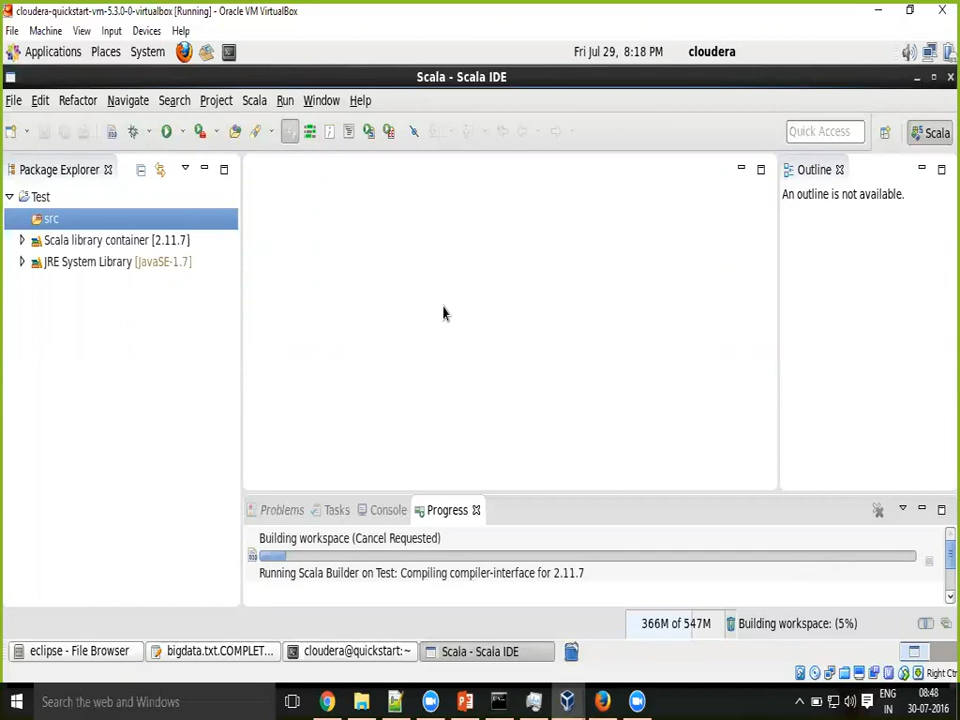 cloudera-quickstart-vm-5.3.0-0-virtualbox [Running] - Oracle VM VirtualBox
File Machine View Input Devices Help
Applications Places System Fri Jul 29, 8:18 PM cloudera
Scala - Scala IDE
File Edit Refactor Navigate Search Project Scala Run Window Help
Quick Access Scala
Package Explorer Outline
Test An outline is not available.
src
Scala library container [2.11.7]
JRE System Library [JavaSE-1.7]
Problems Tasks Console Progress
Building workspace (Cancel Requested)
Running Scala Builder on Test: Compiling compiler-interface for 2.11.7
366M of 547M Building workspace: (5%)
eclipse - File Browser bigdata.txt.COMPLET... cloudera@quickstart:~ Scala - Scala IDE
Right Ctr
Search the web and Windows
ENG 08:48
IN 30-07-2016